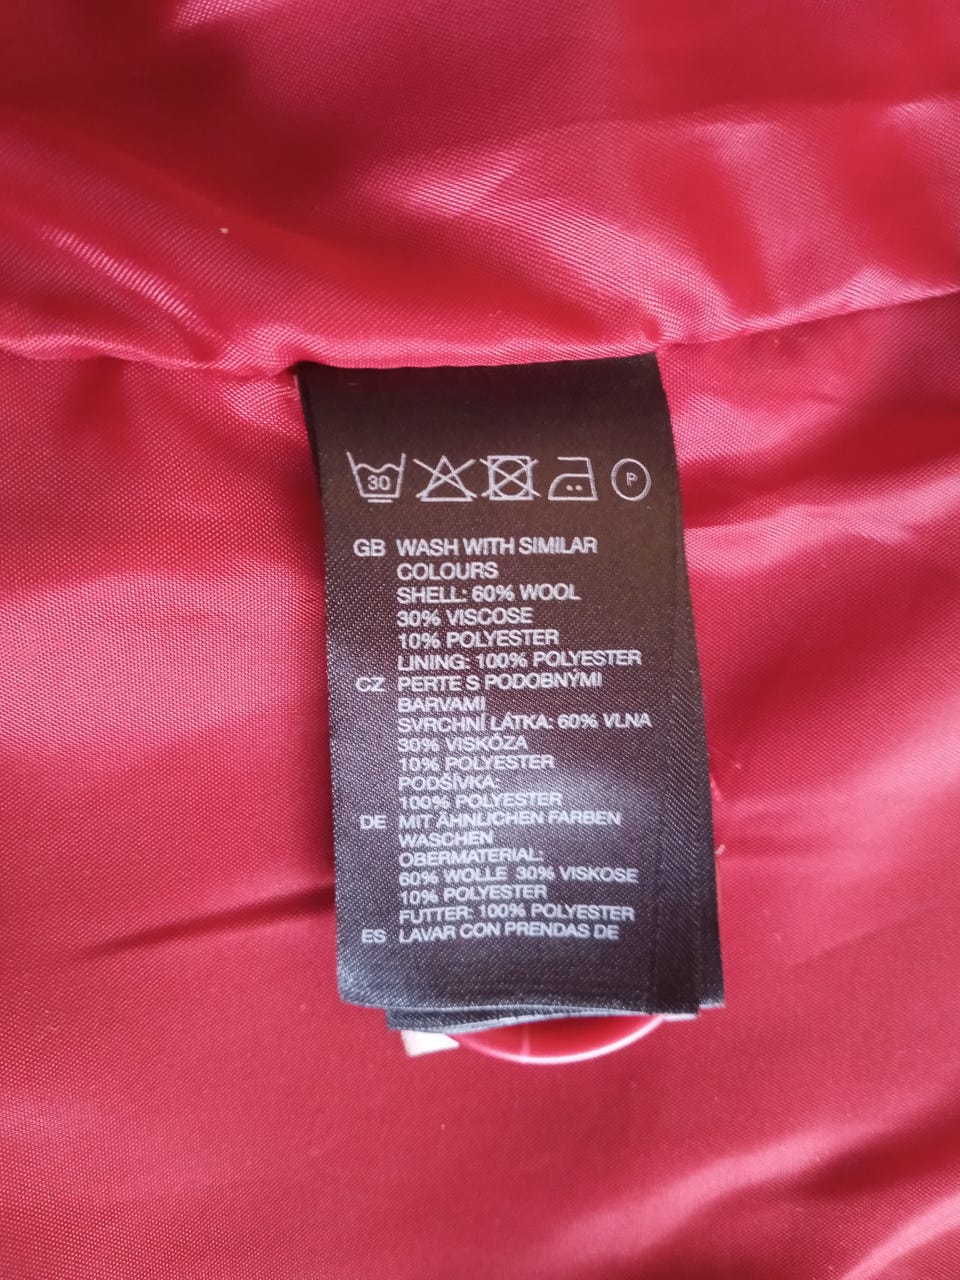 30 P
GB WASH WITH SIMILAR
COLOURS
SHELL: 60% WOOL
30% VISCOSE
10% POLYESTER
LINING: 100% POLYESTER
CZ PERTE S PODOBNÝMI
BARVAMI
SVRCHNÍ LÁTKA: 60% VLNA
30% VISKÓZA
10% POLYESTER
PODŠÍVKA:
100% POLYESTER
DE MIT ÄHNLICHEN FARBEN
WASCHEN
OBERMATERIAL:
60% WOLLE 30% VISKOSE
10% POLYESTER
FUTTER: 100% POLYESTER
ES LAVAR CON PRENDAS DE